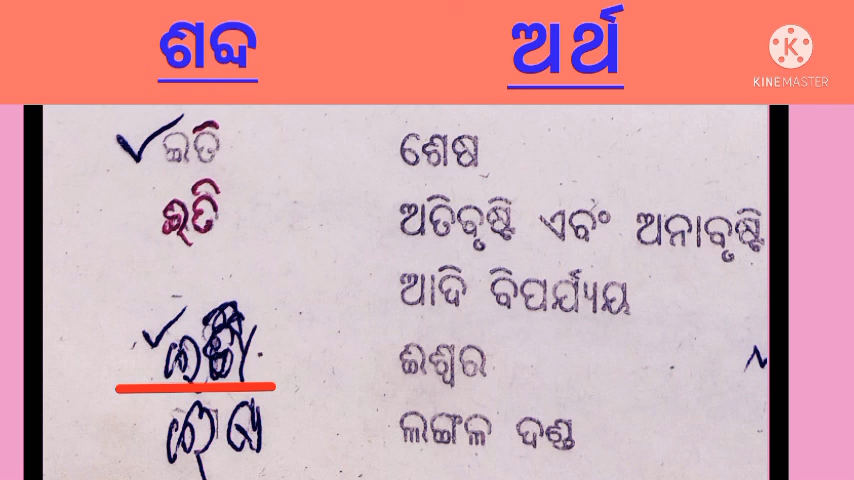 ଶବ୍ଦ ଅର୍ଥ
K
KINEMASTER
ଇତି ଶେଷ
ଈତି ଅତିବୃଷ୍ଟି ଏବଂ ଅନାବୃଷ୍ଟି
ଆଦି ବିପର୍ଯ୍ୟୟ
ଈଶ୍ୱର
ଲଙ୍ଗଳ ଦଣ୍ଡ